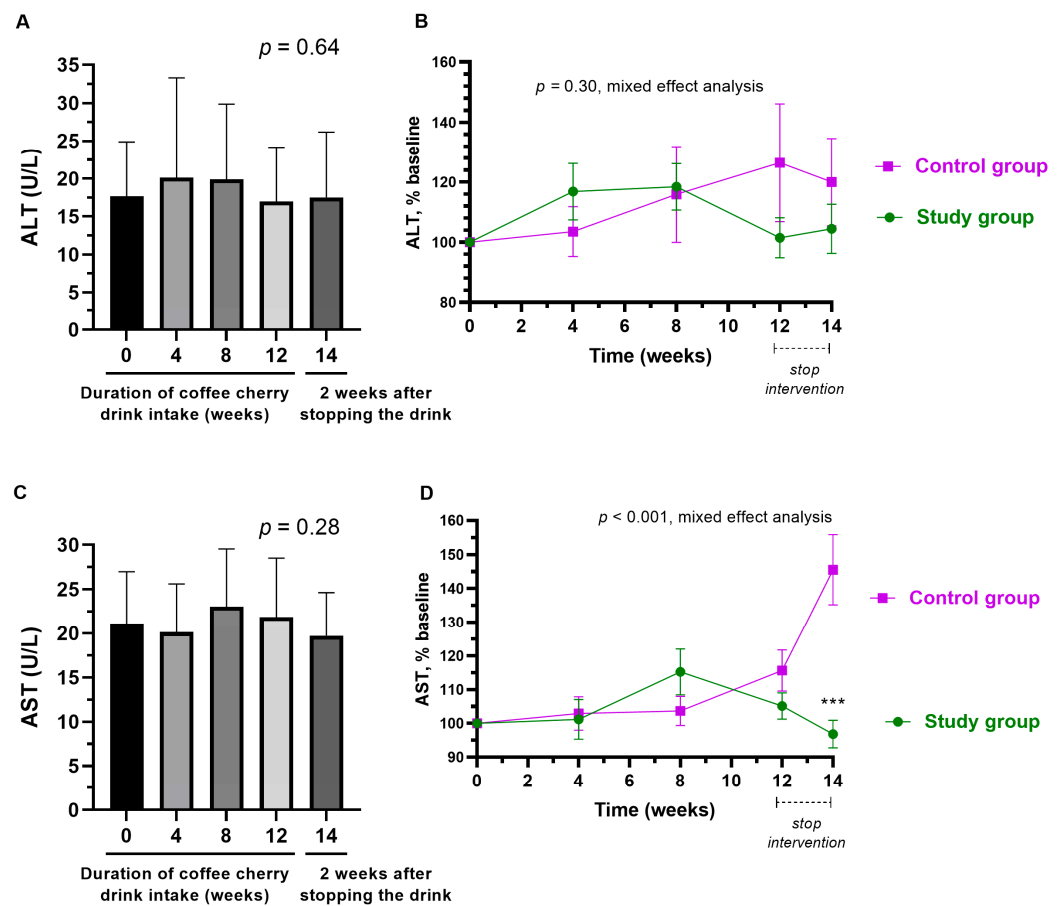 A
p = 0.64
ALT (U/L)
35
30
25
20
15
10
5
0
0 4 8 12 14
Duration of coffee cherry
drink intake (weeks)
2 weeks after
stopping the drink
B
p = 0.30, mixed effect analysis
ALT, % baseline
160
140
120
100
80
0 2 4 6 8 10 12 14
Time (weeks)
stop
intervention
Control group
Study group
C
p = 0.28
AST (U/L)
30
25
20
15
10
5
0
0 4 8 12 14
Duration of coffee cherry
drink intake (weeks)
2 weeks after
stopping the drink
D
p < 0.001, mixed effect analysis
AST, % baseline
160
150
140
130
120
110
100
90
***
0 2 4 6 8 10 12 14
Time (weeks)
stop
intervention
Control group
Study group